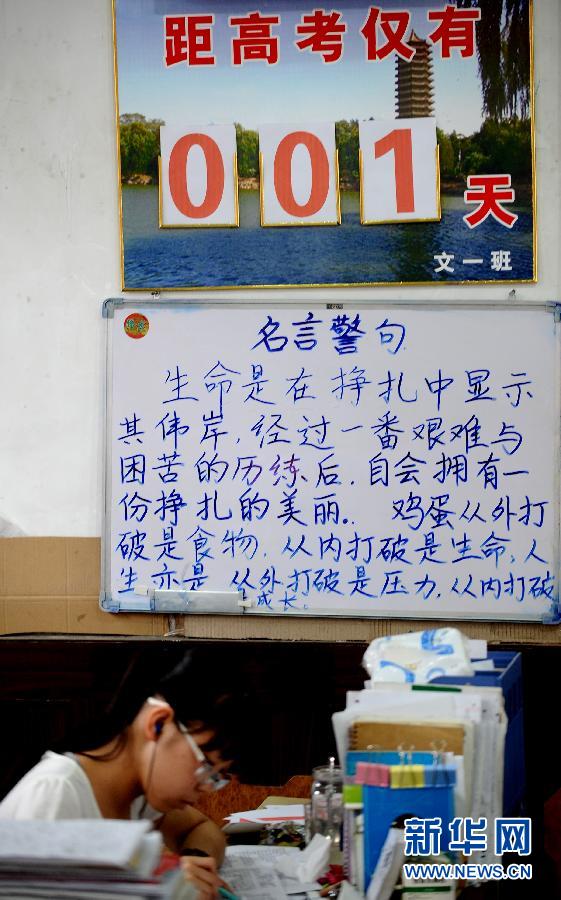 距高考仅有
001天
文一班
名言警句
生命是在挣扎中显示
其伟岸，经过一番艰难与
困苦的历练后，自会拥有一
份挣扎的美丽。 鸡蛋从外打
破是食物，从内打破是生命，人
生亦是，从外打破是压力，从内打破
是成长。
新华网
NEWS.CN